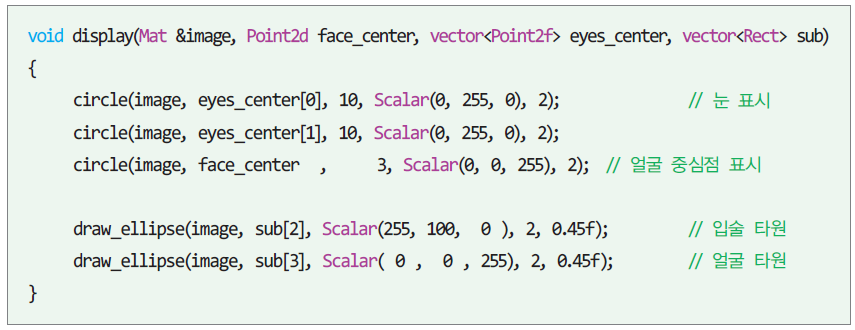 void display(Mat &image, Point2d face_center, vector<Point2f> eyes_center, vector<Rect> sub)
{
circle(image, eyes_center[0], 10, Scalar(0, 255, 0), 2); // 눈 표시
circle(image, eyes_center[1], 10, Scalar(0, 255, 0), 2);
circle(image, face_center , 3, Scalar(0, 0, 255), 2); // 얼굴 중심점 표시
draw_ellipse(image, sub[2], Scalar(255, 100, 0 ), 2, 0.45f); // 입술 타원
draw_ellipse(image, sub[3], Scalar( 0 , 0 , 255), 2, 0.45f); // 얼굴 타원
}